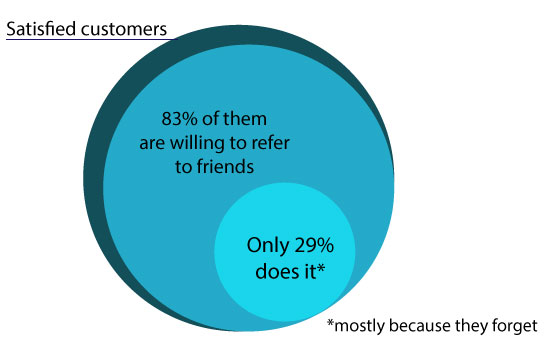 Satisfied customers
83% of them
are willing to refer
to friends
Only 29%
does it*
*mostly because they forget